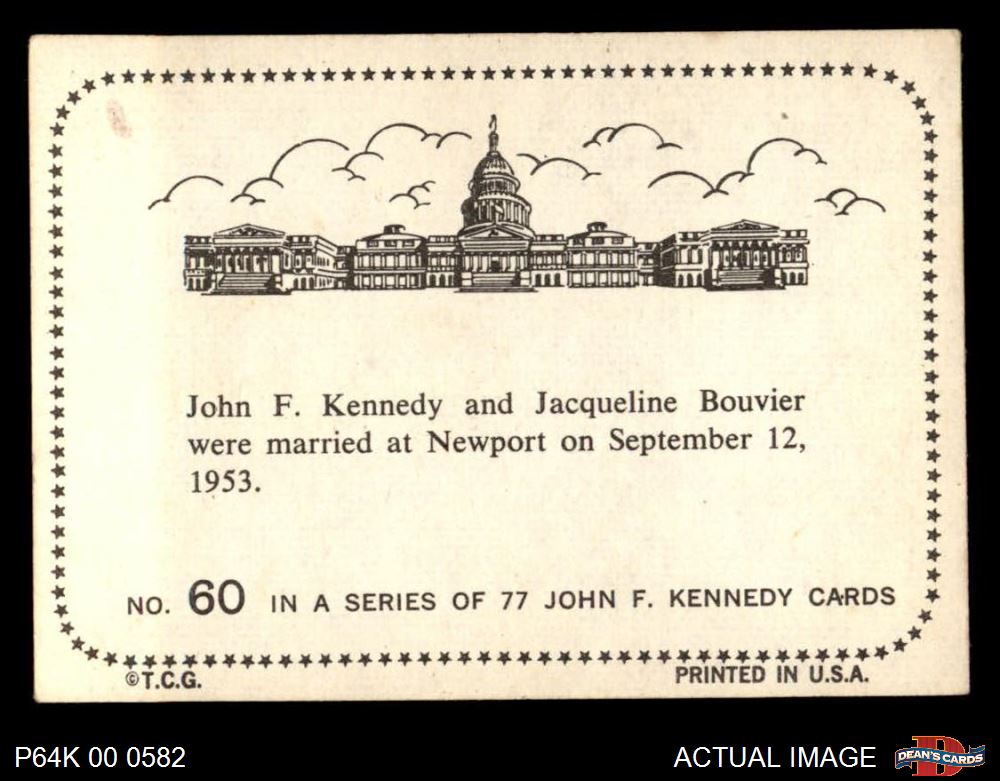 John F. Kennedy and Jacqueline Bouvier
were married at Newport on September 12,
1953.
NO. 60 IN A SERIES OF 77 JOHN F. KENNEDY CARDS
©T.C.G.
PRINTED IN U.S.A.
P64K 00 0582
ACTUAL IMAGE
DEAN'S CARDS